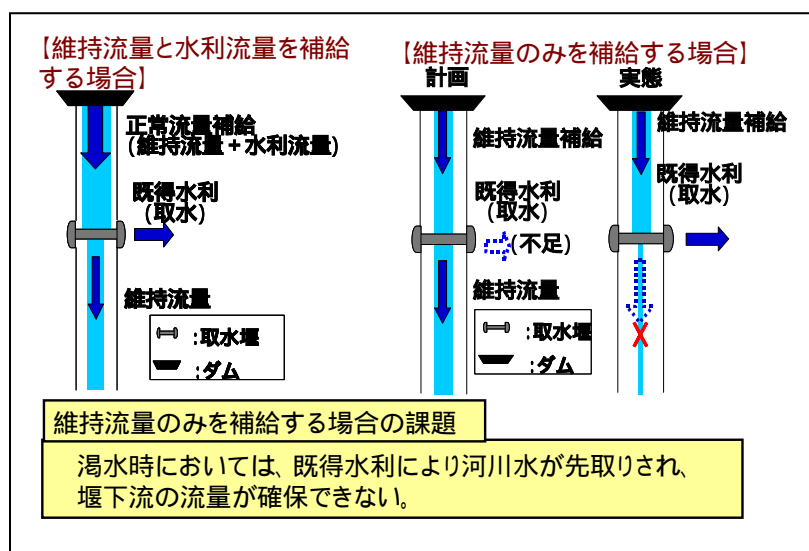 【維持流量と水利流量を補給
する場合】
正常流量補給
(維持流量+水利流量)
既得水利
(取水)
維持流量
:取水堰
:ダム
【維持流量のみを補給する場合】
計画
維持流量補給
既得水利
(取水)
(不足)
維持流量
:取水堰
:ダム
実態
維持流量補給
既得水利
(取水)
維持流量のみを補給する場合の課題
渇水時においては、既得水利により河川水が先取りされ、
堰下流の流量が確保できない。